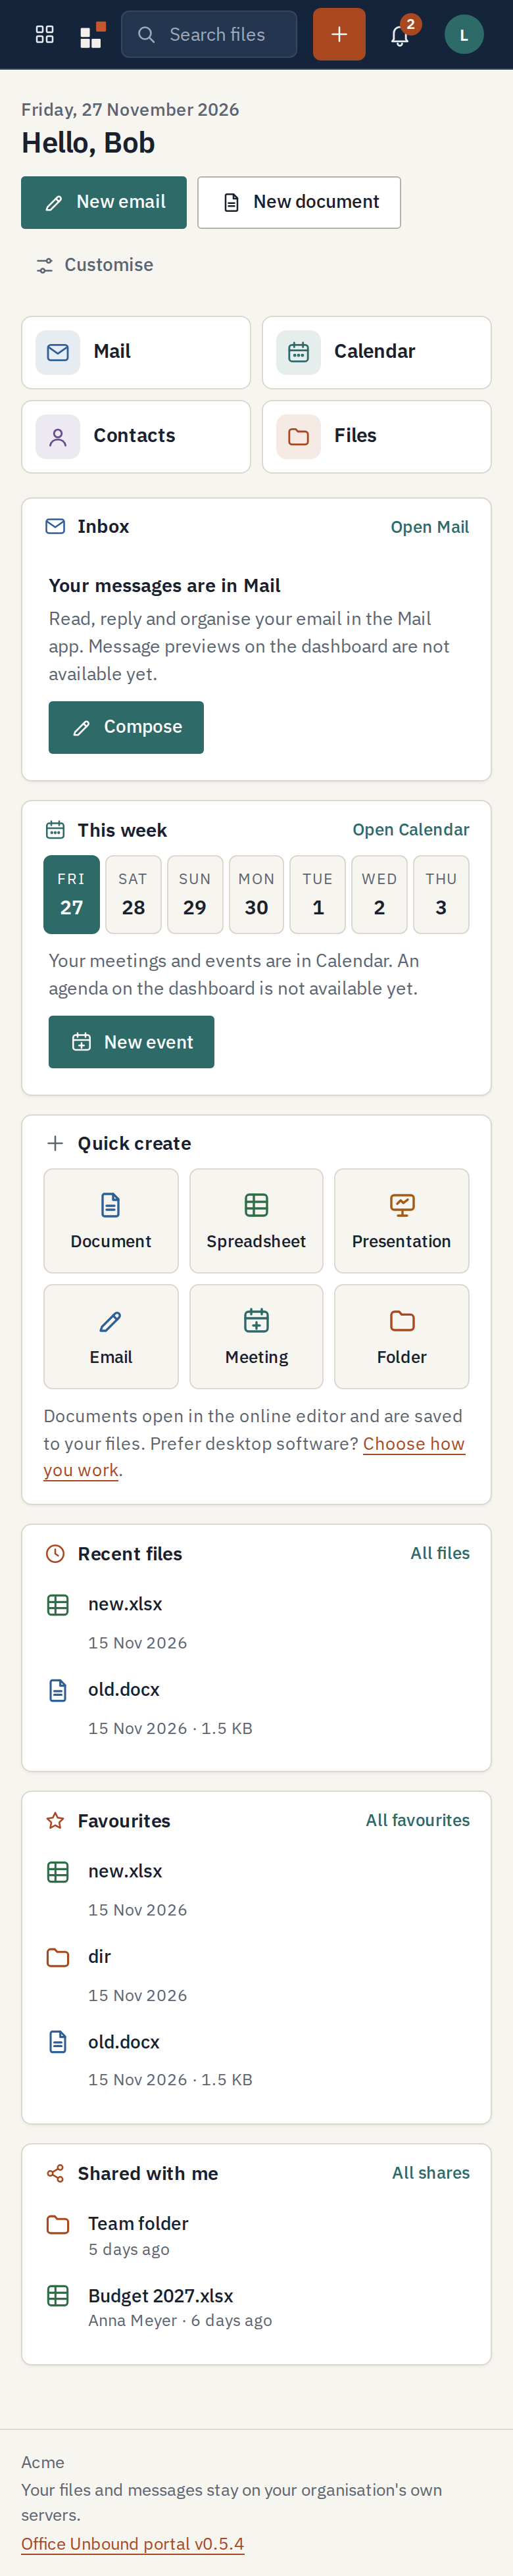 Search files
2
L
Friday, 27 November 2026
Hello, Bob
New email
New document
Customise
Mail
Calendar
Contacts
Files
Inbox
Open Mail
Your messages are in Mail
Read, reply and organise your email in the Mail
app. Message previews on the dashboard are not
available yet.
Compose
This week
Open Calendar
FRI SAT SUN MON TUE WED THU
27 28 29 30 1 2 3
Your meetings and events are in Calendar. An
agenda on the dashboard is not available yet.
New event
Quick create
Document
Spreadsheet
Presentation
Email
Meeting
Folder
Documents open in the online editor and are saved
to your files. Prefer desktop software? Choose how
you work.
Recent files
All files
new.xlsx
15 Nov 2026
old.docx
15 Nov 2026 · 1.5 KB
Favourites
All favourites
new.xlsx
15 Nov 2026
dir
15 Nov 2026
old.docx
15 Nov 2026 · 1.5 KB
Shared with me
All shares
Team folder
5 days ago
Budget 2027.xlsx
Anna Meyer · 6 days ago
Acme
Your files and messages stay on your organisation's own
servers.
Office Unbound portal v0.5.4